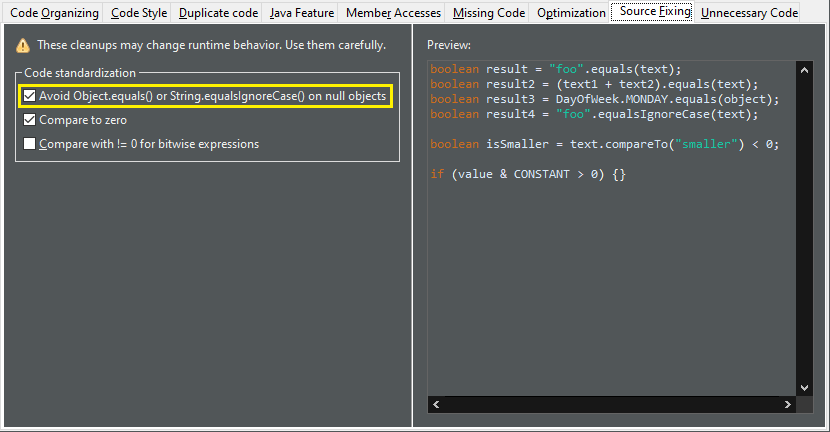 Code Organizing Code Style Duplicate code Java Feature Member Accesses Missing Code Optimization Source Fixing Unnecessary Code
These cleanups may change runtime behavior. Use them carefully.
Code standardization
Avoid Object.equals() or String.equalsIgnoreCase() on null objects
Compare to zero
Compare with != 0 for bitwise expressions
Preview:
boolean result = "foo".equals(text);
boolean result2 = (text1 + text2).equals(text);
boolean result3 = DayOfWeek.MONDAY.equals(object);
boolean result4 = "foo".equalsIgnoreCase(text);
boolean isSmaller = text.compareTo("smaller") < 0;
if (value & CONSTANT > 0) {}